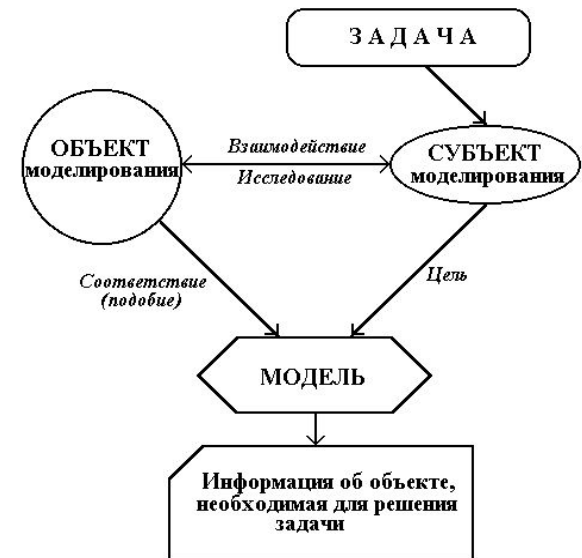 З А Д А Ч А
ОБЪЕКТ
моделирования
Взаимодействие
Исследование
СУБЪЕКТ
моделирования
Соответствие
(подобие)
Цель
МОДЕЛЬ
Информация об объекте,
необходимая для решения
задачи